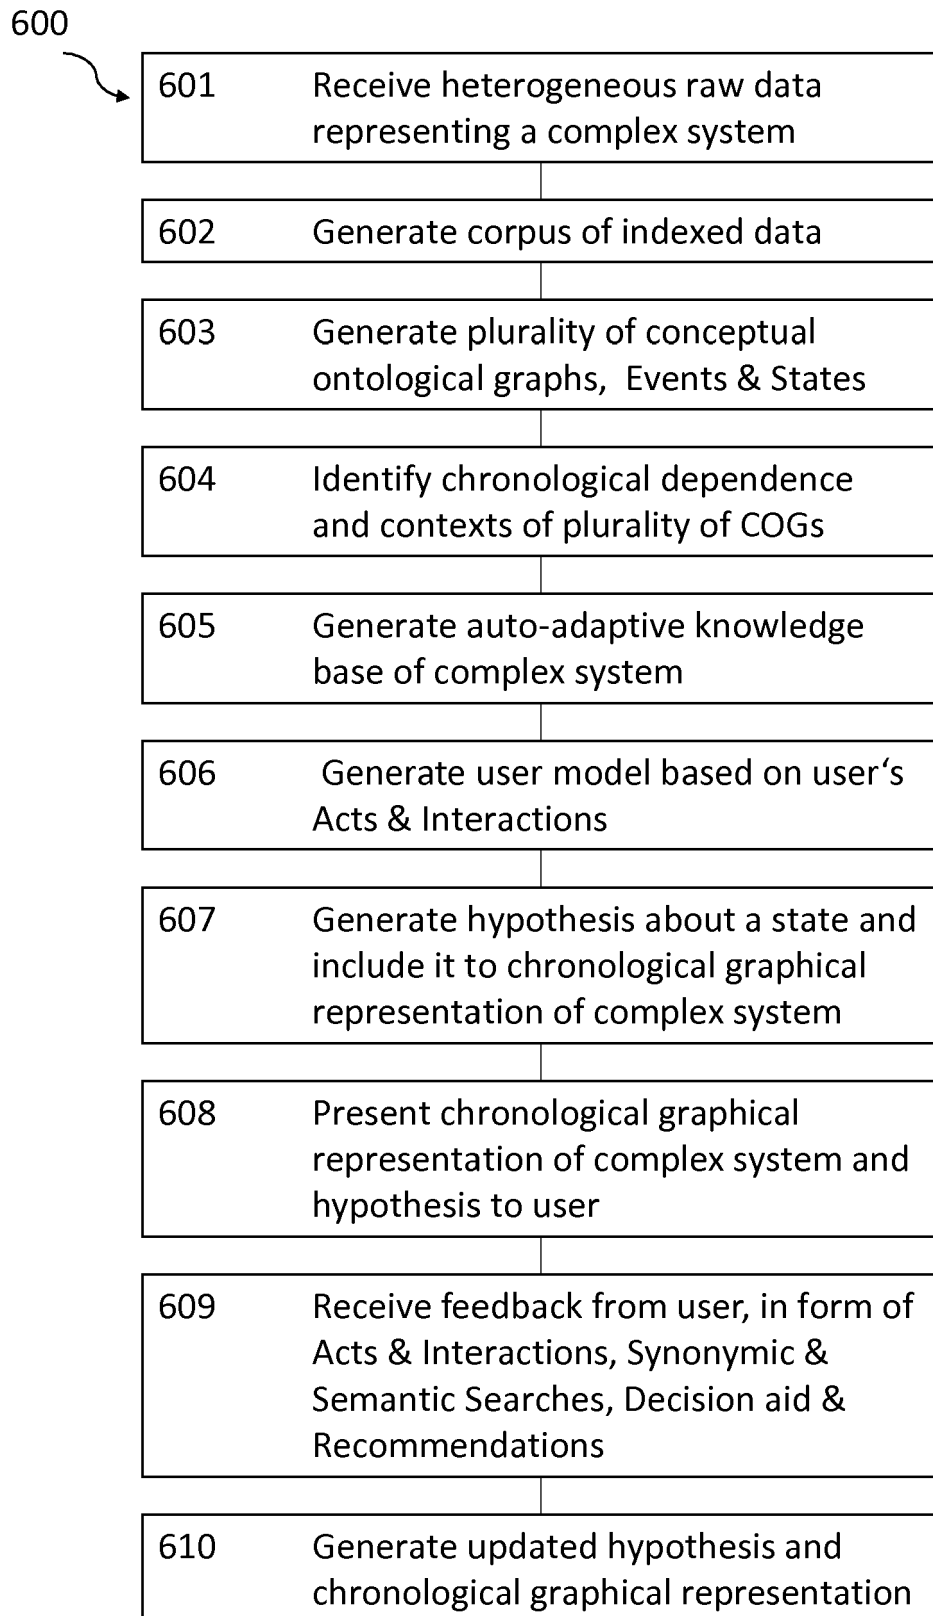 600
601 Receive heterogeneous raw data
representing a complex system
602 Generate corpus of indexed data
603 Generate plurality of conceptual
ontological graphs, Events & States
604 Identify chronological dependence
and contexts of plurality of COGs
605 Generate auto-adaptive knowledge
base of complex system
606 Generate user model based on user‘s
Acts & Interactions
607 Generate hypothesis about a state and
include it to chronological graphical
representation of complex system
608 Present chronological graphical
representation of complex system and
hypothesis to user
609 Receive feedback from user, in form of
Acts & Interactions, Synonymic &
Semantic Searches, Decision aid &
Recommendations
610 Generate updated hypothesis and
chronological graphical representation